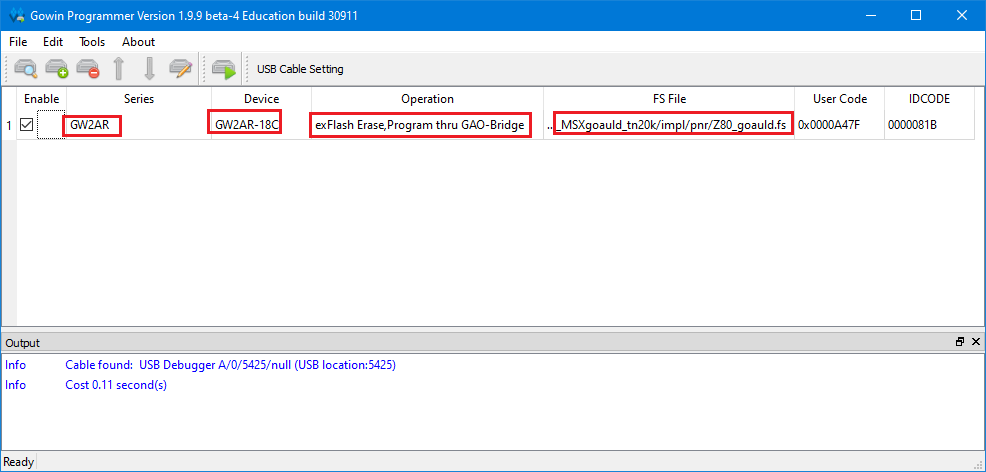 Gowin Programmer Version 1.9.9 beta-4 Education build 30911
File Edit Tools About
USB Cable Setting
Enable Series Device Operation FS File User Code IDCODE
1 GW2AR GW2AR-18C exFlash Erase,Program thru GAO-Bridge ..._MSXgoauld_tn20k/impl/pnr/Z80_goauld.fs 0x0000A47F 0000081B
Output
Info Cable found: USB Debugger A/0/5425/null (USB location:5425)
Info Cost 0.11 second(s)
Ready